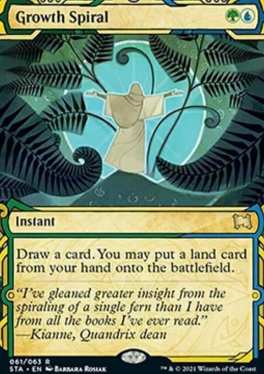 Growth Spiral
Instant
Draw a card. You may put a land card
from your hand onto the battlefield.
“I’ve gleaned greater insight from the
spiraling of a single fern than I have
from all the books I’ve ever read.”
—Kianne, Quandrix dean
061/063 R
STA • EN BARBARA ROSIAK
™ & © 2021 Wizards of the Coast